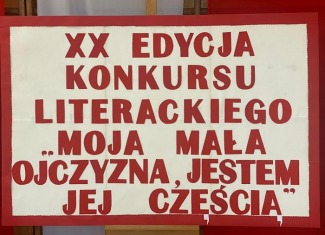 XX EDYCJA
KONKURSU
LITERACKIEGO
„MOJA MAŁA
OJCZYZNA, JESTEM
JEJ CZĘŚCIĄ”